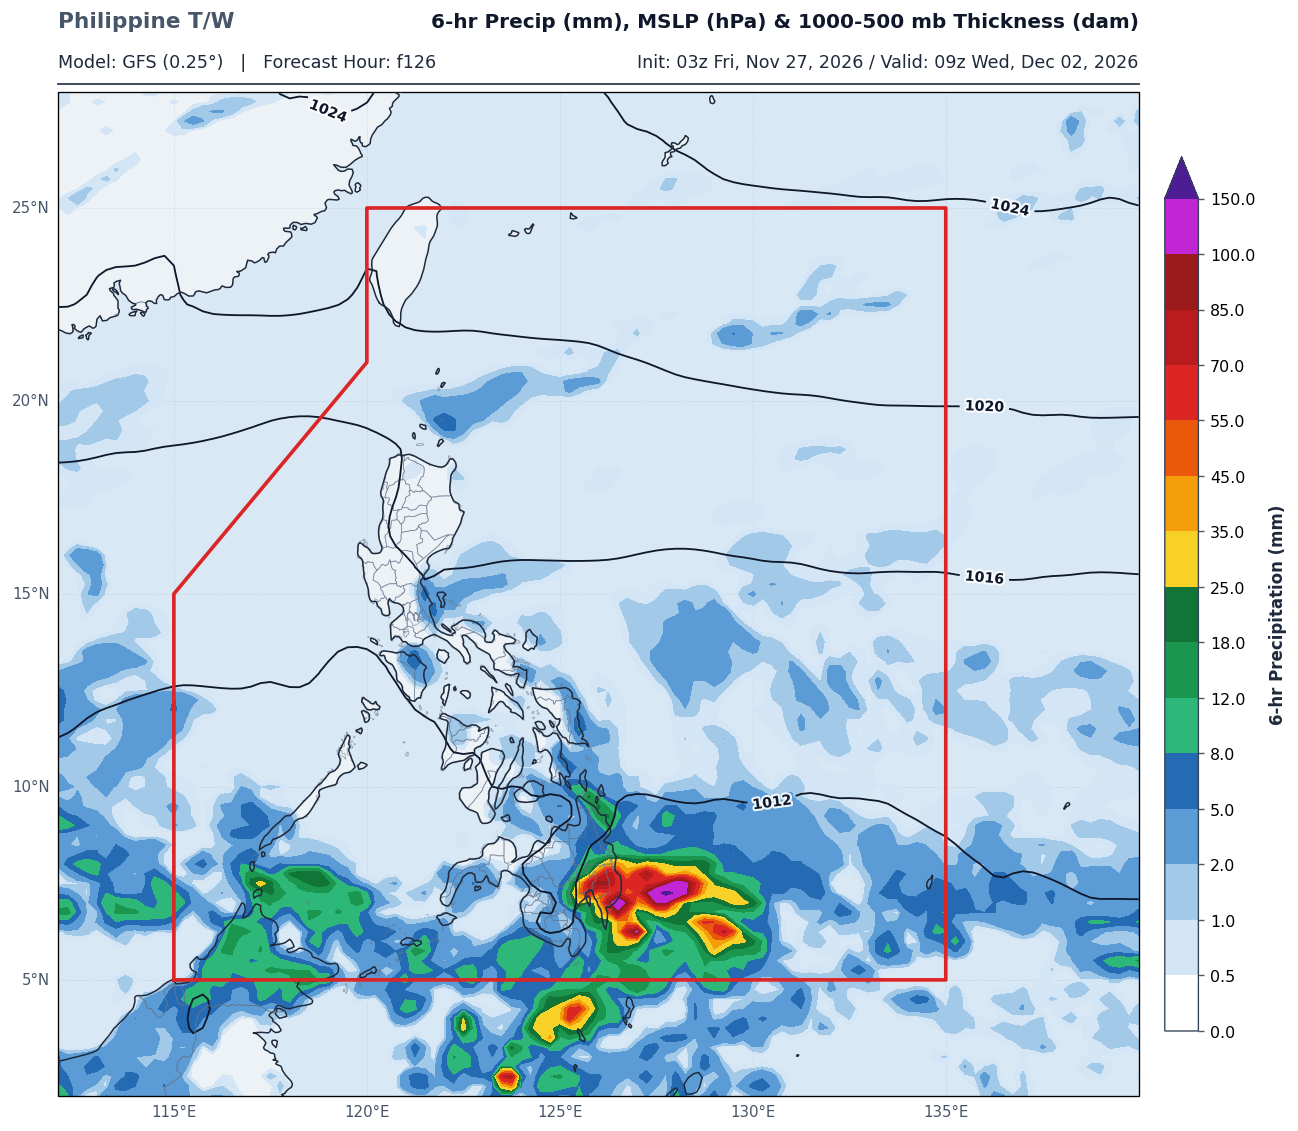 Philippine T/W
6-hr Precip (mm), MSLP (hPa) & 1000-500 mb Thickness (dam)
Model: GFS (0.25°) | Forecast Hour: f126
Init: 03z Fri, Nov 27, 2026 / Valid: 09z Wed, Dec 02, 2026
1024
1024
1020
1016
1012
25°N
20°N
15°N
10°N
5°N
115°E
120°E
125°E
130°E
135°E
150.0
100.0
85.0
70.0
55.0
45.0
35.0
25.0
18.0
12.0
8.0
5.0
2.0
1.0
0.5
0.0
6-hr Precipitation (mm)